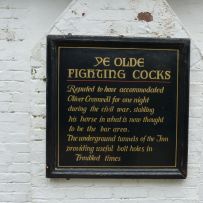 YE OLDE
FIGHTING COCKS
Reputed to have accommodated
Oliver Cromwell for one night
during the civil war, stabling
his horse in what is now thought
to be the bar area.
The underground tunnels of the Inn
providing useful bolt holes in
Troubled times